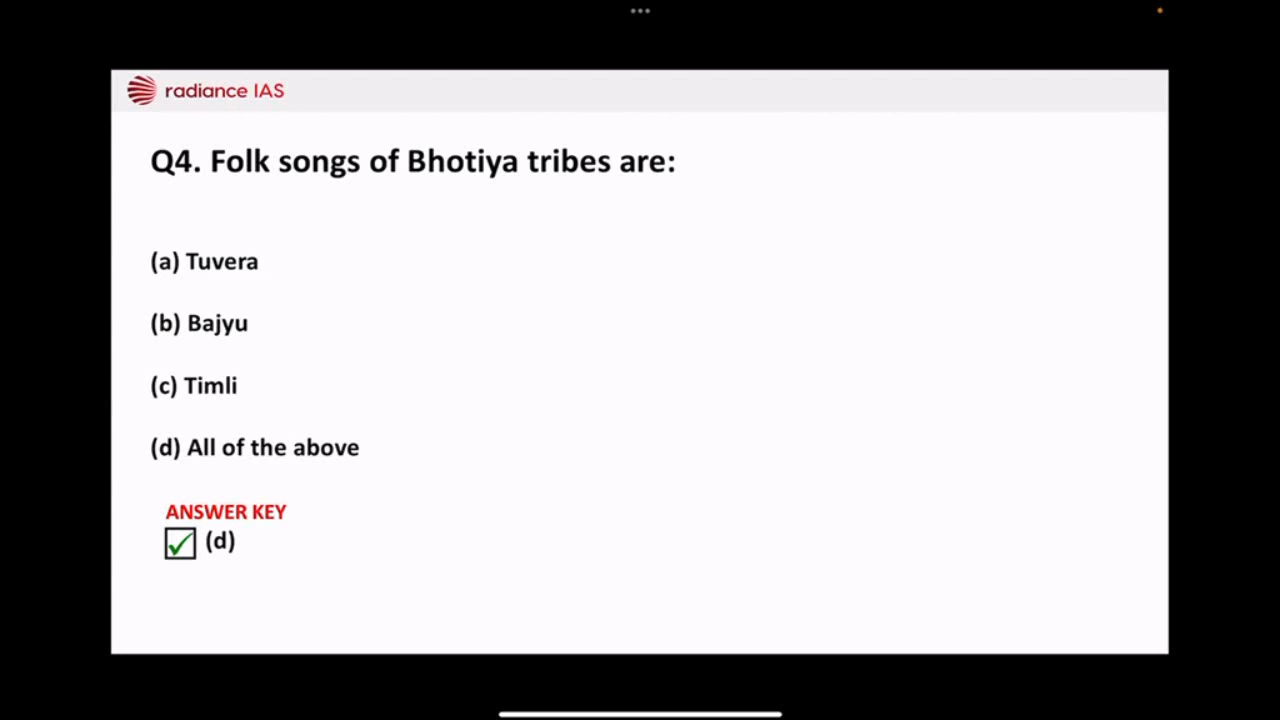 radiance IAS
Q4. Folk songs of Bhotiya tribes are:
(a) Tuvera
(b) Bajyu
(c) Timli
(d) All of the above
ANSWER KEY
(d)